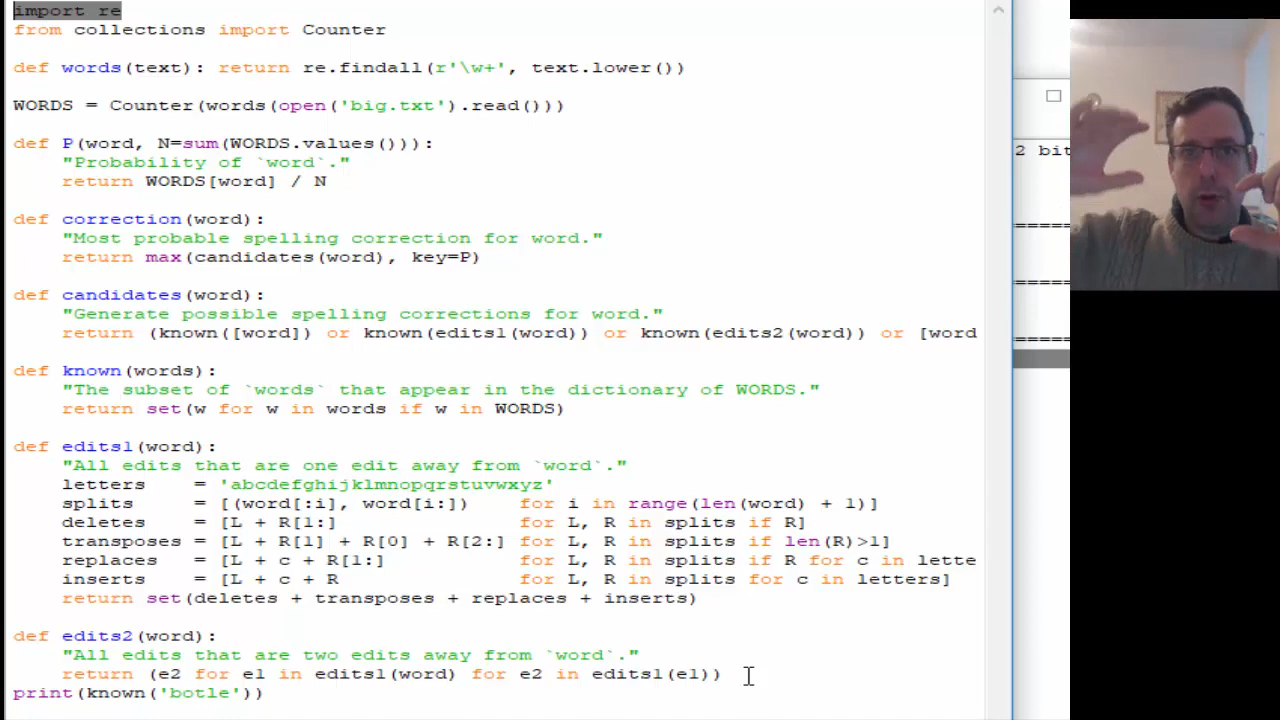 import re
from collections import Counter
def words(text): return re.findall(r'\w+', text.lower())
WORDS = Counter(words(open('big.txt').read()))
def P(word, N=sum(WORDS.values())):
"Probability of `word`."
return WORDS[word] / N
def correction(word):
"Most probable spelling correction for word."
return max(candidates(word), key=P)
def candidates(word):
"Generate possible spelling corrections for word."
return (known([word]) or known(edits1(word)) or known(edits2(word)) or [word
def known(words):
"The subset of `words` that appear in the dictionary of WORDS."
return set(w for w in words if w in WORDS)
def edits1(word):
"All edits that are one edit away from `word`."
letters    = 'abcdefghijklmnopqrstuvwxyz'
splits     = [(word[:i], word[i:])    for i in range(len(word) + 1)]
deletes    = [L + R[1:]               for L, R in splits if R]
transposes = [L + R[1] + R[0] + R[2:] for L, R in splits if len(R)>1]
replaces   = [L + c + R[1:]           for L, R in splits if R for c in lette
inserts    = [L + c + R               for L, R in splits for c in letters]
return set(deletes + transposes + replaces + inserts)
def edits2(word):
"All edits that are two edits away from `word`."
return (e2 for e1 in edits1(word) for e2 in edits1(e1))
print(known('botle'))
2 bit
=====
=====
=====